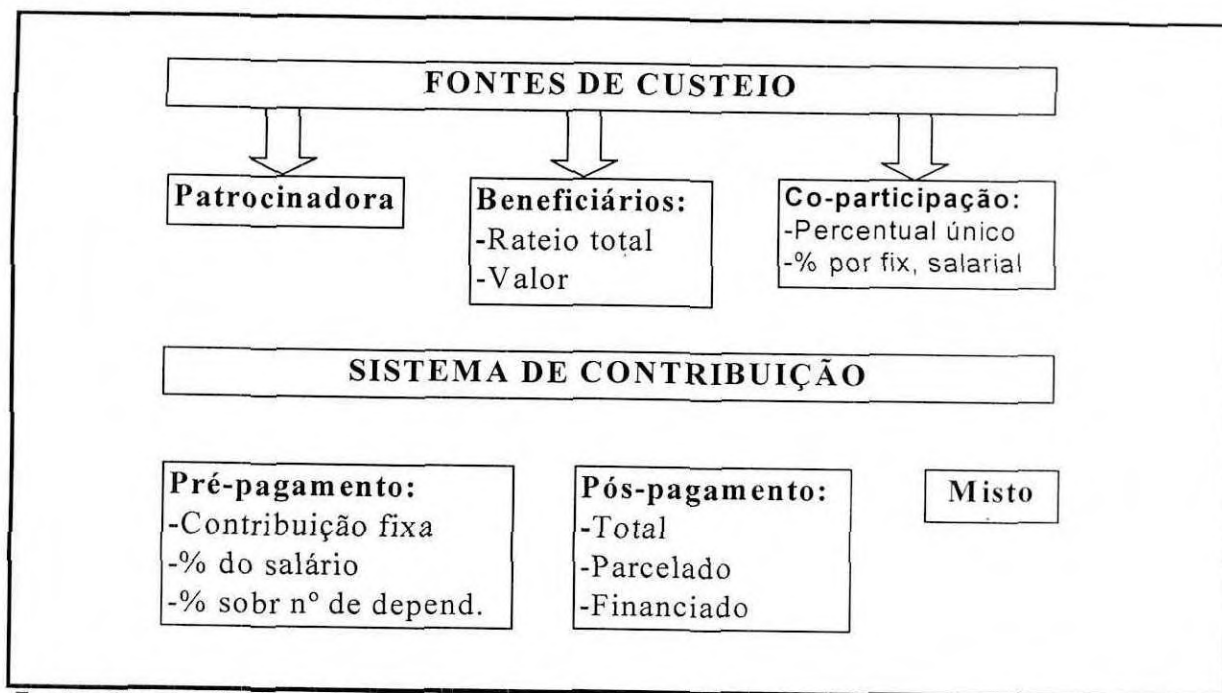 FONTES DE CUSTEIO
Patrocinadora
Beneficiários:
-Rateio total
-Valor
Co-participação:
-Percentual único
-% por fix, salarial
SISTEMA DE CONTRIBUIÇÃO
Pré-pagamento:
-Contribuição fixa
-% do salário
-% sobr nº de depend.
Pós-pagamento:
-Total
-Parcelado
-Financiado
Misto